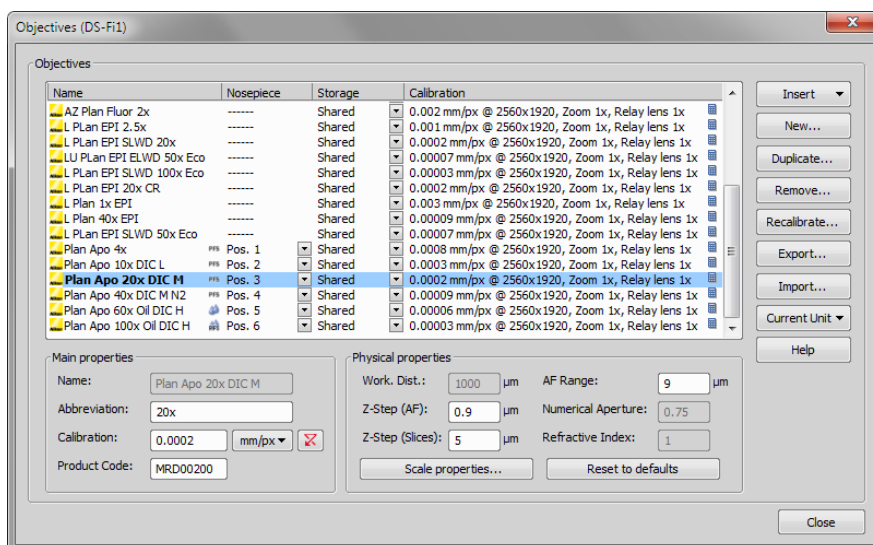 Objectives (DS-Fi1)
Objectives
Name Nosepiece Storage Calibration
AZ Plan Fluor 2x ------ Shared 0.002 mm/px @ 2560x1920, Zoom 1x, Relay lens 1x
L PLan EPI 2.5x ------ Shared 0.001 mm/px @ 2560x1920, Zoom 1x, Relay lens 1x
L PLan EPI SLWD 20x ------ Shared 0.0002 mm/px @ 2560x1920, Zoom 1x, Relay lens 1x
LU PLan EPI ELWD 50x Eco ------ Shared 0.00007 mm/px @ 2560x1920, Zoom 1x, Relay lens 1x
L PLan EPI SLWD 100x Eco ------ Shared 0.00003 mm/px @ 2560x1920, Zoom 1x, Relay lens 1x
L PLan EPI 20x CR ------ Shared 0.0002 mm/px @ 2560x1920, Zoom 1x, Relay lens 1x
L Plan 1x EPI ------ Shared 0.003 mm/px @ 2560x1920, Zoom 1x, Relay lens 1x
L Plan 40x EPI ------ Shared 0.00009 mm/px @ 2560x1920, Zoom 1x, Relay lens 1x
L PLan EPI SLWD 50x Eco ------ Shared 0.00007 mm/px @ 2560x1920, Zoom 1x, Relay lens 1x
Plan Apo 4x PFS Pos. 1 Shared 0.0008 mm/px @ 2560x1920, Zoom 1x, Relay lens 1x
Plan Apo 10x DIC L PFS Pos. 2 Shared 0.0003 mm/px @ 2560x1920, Zoom 1x, Relay lens 1x
Plan Apo 20x DIC M PFS Pos. 3 Shared 0.0002 mm/px @ 2560x1920, Zoom 1x, Relay lens 1x
Plan Apo 40x DIC M N2 PFS Pos. 4 Shared 0.00009 mm/px @ 2560x1920, Zoom 1x, Relay lens 1x
Plan Apo 60x Oil DIC H Pos. 5 Shared 0.00006 mm/px @ 2560x1920, Zoom 1x, Relay lens 1x
Plan Apo 100x Oil DIC H Pos. 6 Shared 0.00003 mm/px @ 2560x1920, Zoom 1x, Relay lens 1x
Insert
New...
Duplicate...
Remove...
Recalibrate...
Export...
Import...
Current Unit
Help
Main properties
Name: Plan Apo 20x DIC M
Abbreviation: 20x
Calibration: 0.0002 mm/px
Product Code: MRD00200
Physical properties
Work. Dist.: 1000 µm AF Range: 9 µm
Z-Step (AF): 0.9 µm Numerical Aperture: 0.75
Z-Step (Slices): 5 µm Refractive Index: 1
Scale properties... Reset to defaults
Close